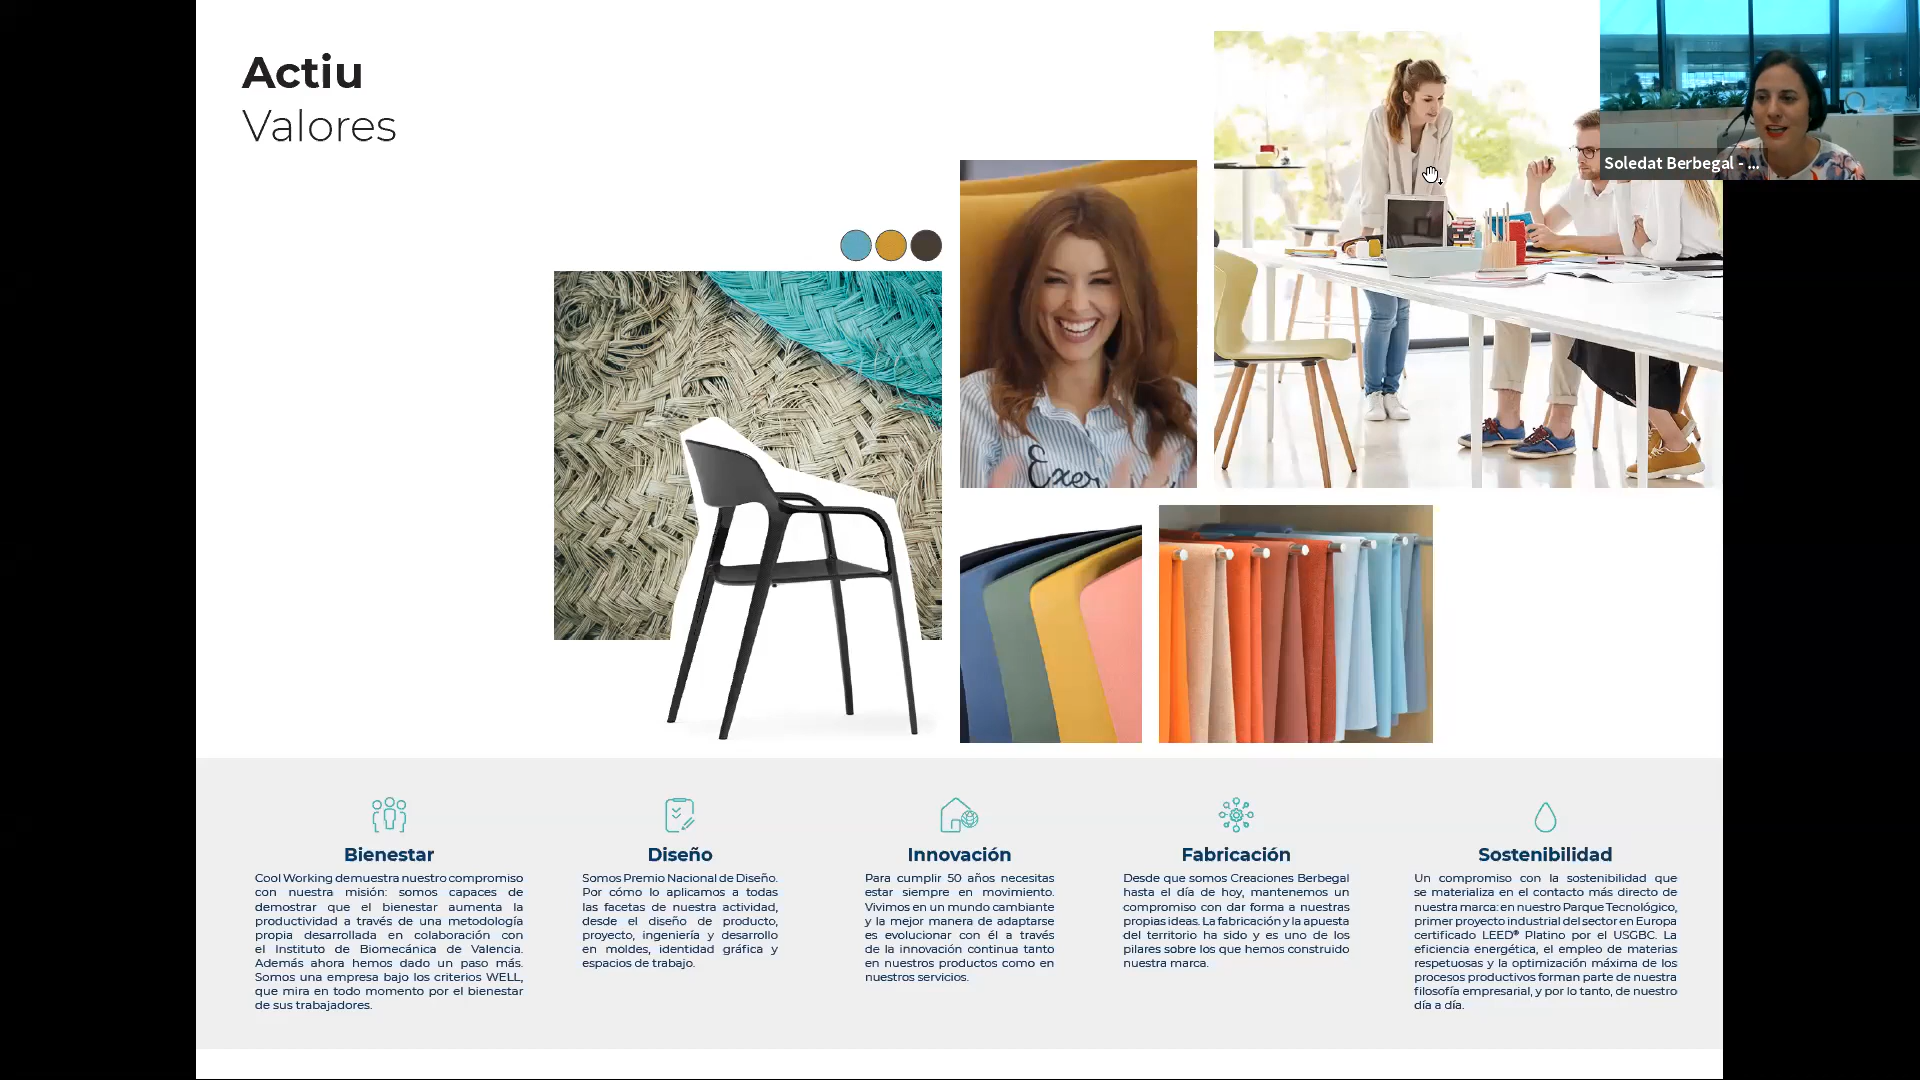 Actiu
Valores
Soledat Berbegal - ...
Exer
Bienestar
Cool Working demuestra nuestro compromiso
con nuestra misión: somos capaces de
demostrar que el bienestar aumenta la
productividad a través de una metodología
propia desarrollada en colaboración con
el Instituto de Biomecánica de Valencia.
Además ahora hemos dado un paso más.
Somos una empresa bajo los criterios WELL,
que mira en todo momento por el bienestar
de sus trabajadores.
Diseño
Somos Premio Nacional de Diseño.
Por cómo lo aplicamos a todas
las facetas de nuestra actividad,
desde el diseño de producto,
proyecto, ingeniería y desarrollo
en moldes, identidad gráfica y
espacios de trabajo.
Innovación
Para cumplir 50 años necesitas
estar siempre en movimiento.
Vivimos en un mundo cambiante
y la mejor manera de adaptarse
es evolucionar con él a través
de la innovación continua tanto
en nuestros productos como en
nuestros servicios.
Fabricación
Desde que somos Creaciones Berbegal
hasta el día de hoy, mantenemos un
compromiso con dar forma a nuestras
propias ideas. La fabricación y la apuesta
del territorio ha sido y es uno de los
pilares sobre los que hemos construido
nuestra marca.
Sostenibilidad
Un compromiso con la sostenibilidad que
se materializa en el contacto más directo de
nuestra marca: en nuestro Parque Tecnológico,
primer proyecto industrial del sector en Europa
certificado LEED® Platino por el USGBC. La
eficiencia energética, el empleo de materias
respetuosas y la optimización máxima de los
procesos productivos forman parte de nuestra
filosofía empresarial, y por lo tanto, de nuestro
día a día.